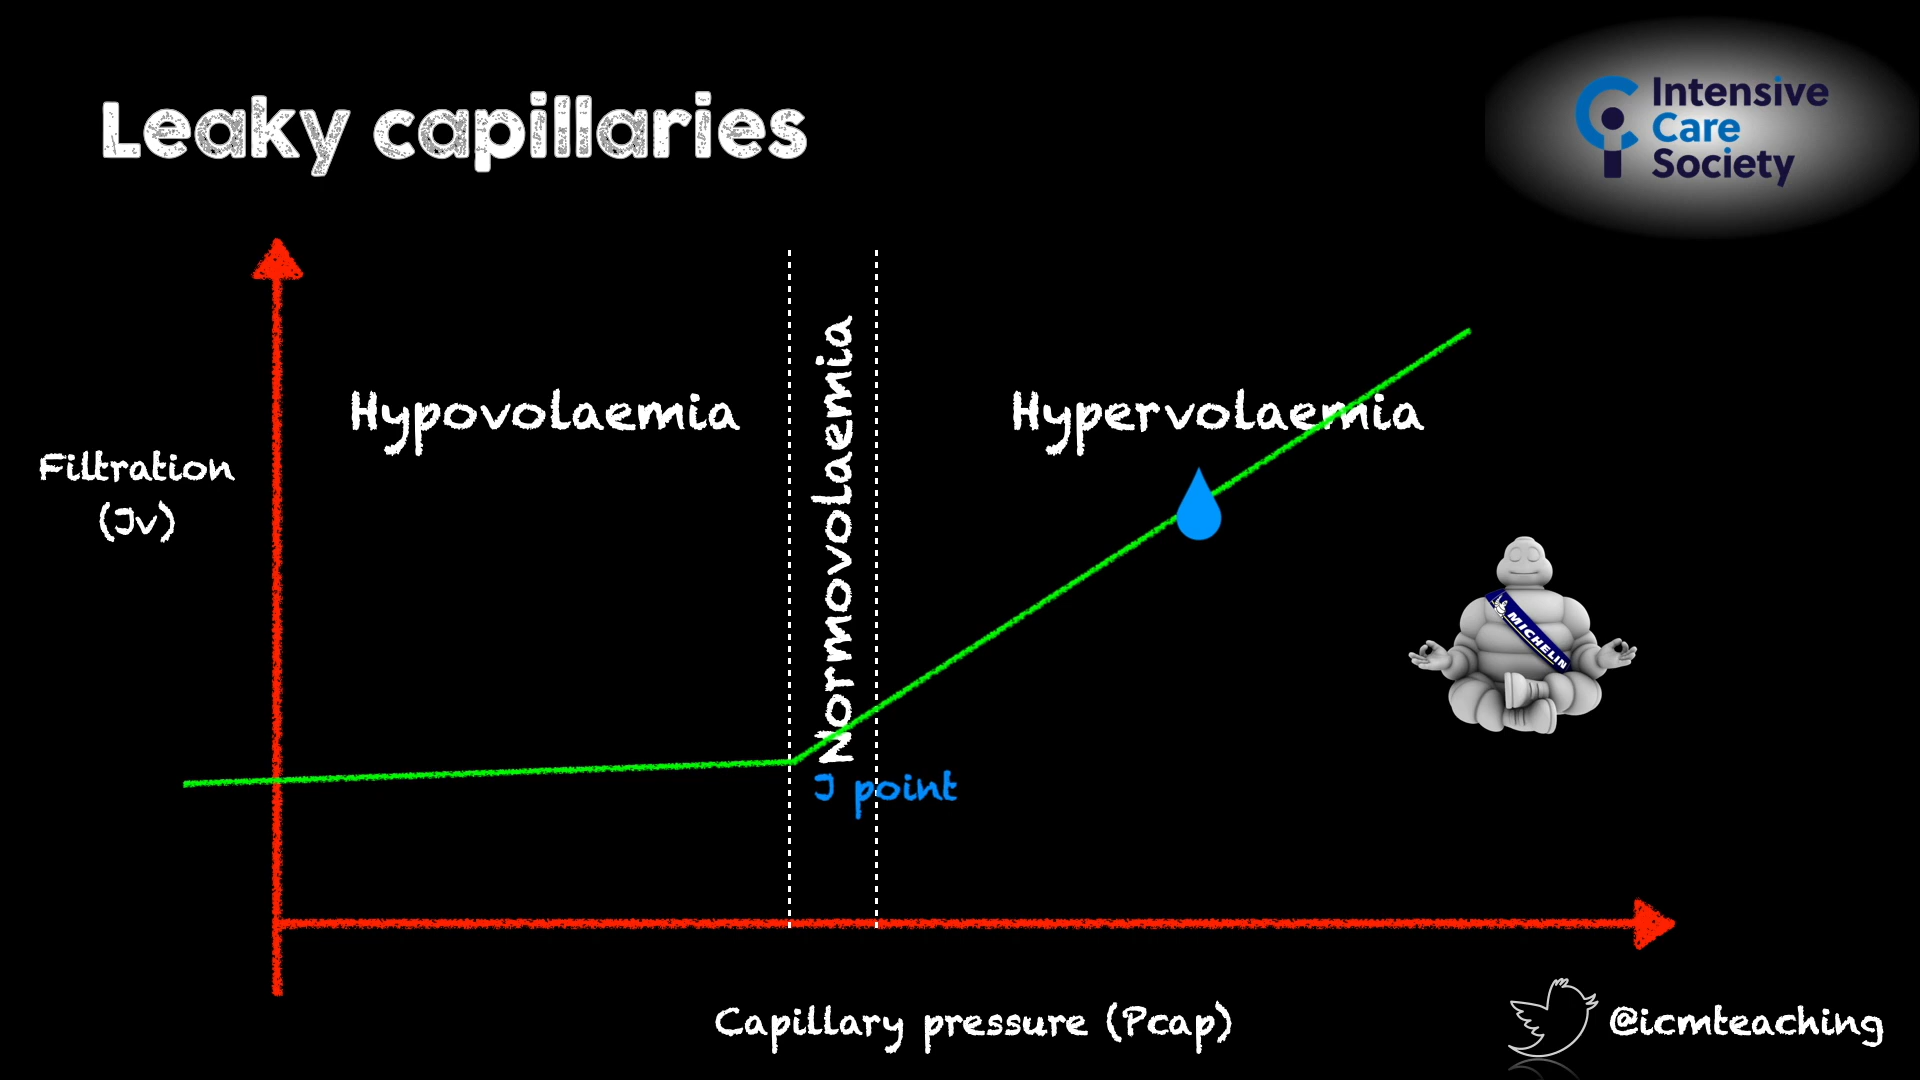 Leaky capillaries
Intensive
Care
Society
Hypovolaemia
Normovolaemia
Hypervolaemia
Filtration
(Jv)
MICHELIN
J point
Capillary pressure (Pcap)
@icmteaching